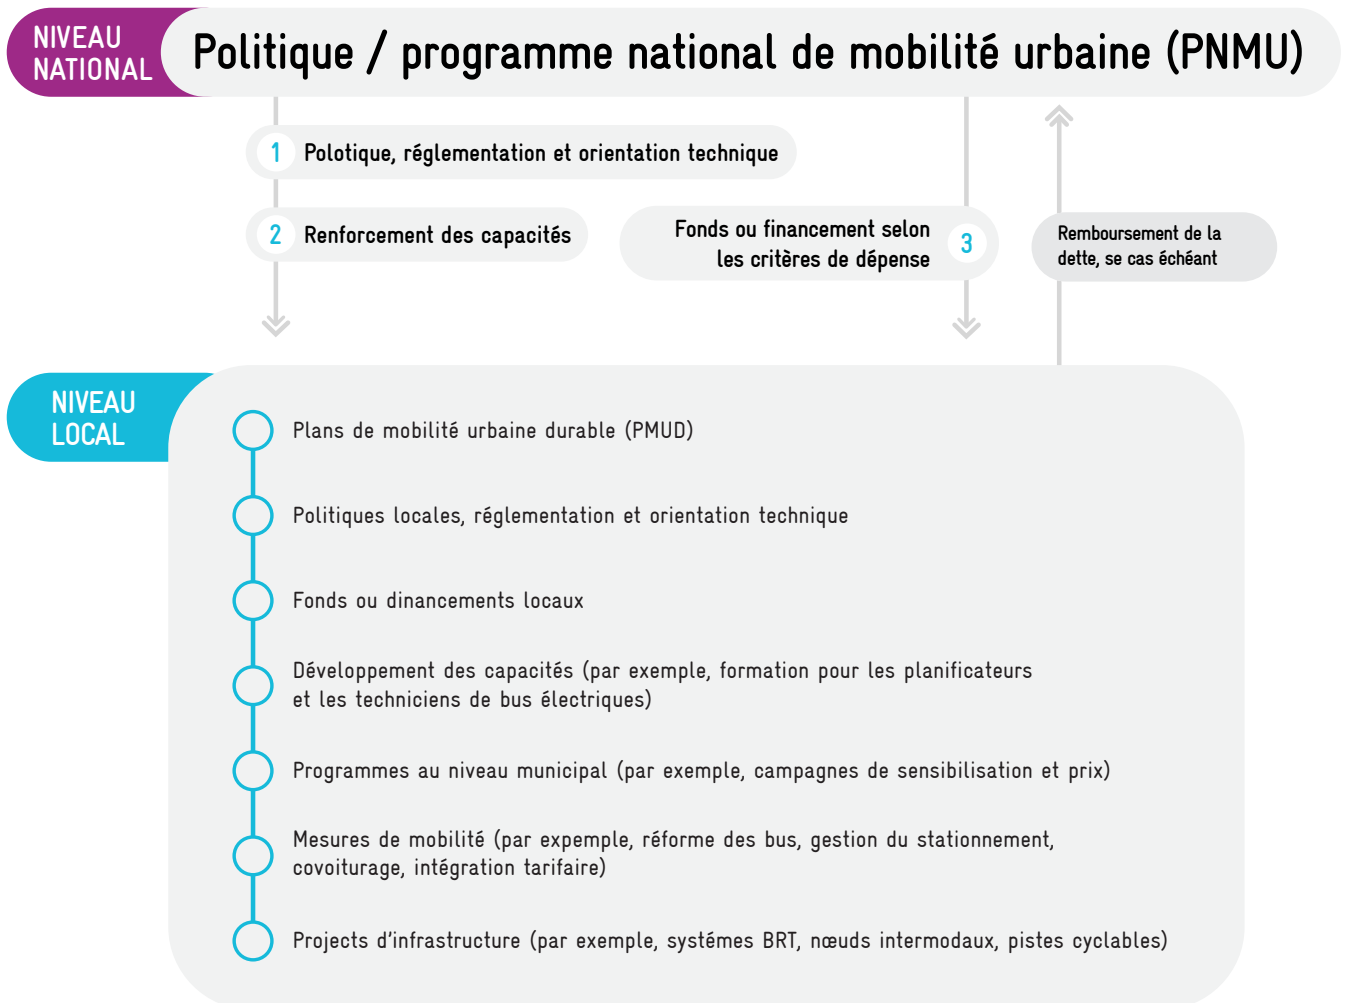 NIVEAU
NATIONAL
Politique / programme national de mobilité urbaine (PNMU)
1 Polotique, réglementation et orientation technique
2 Renforcement des capacités
Fonds ou financement selon
les critères de dépense
3
Remboursement de la
dette, se cas échéant
NIVEAU
LOCAL
Plans de mobilité urbaine durable (PMUD)
Politiques locales, réglementation et orientation technique
Fonds ou dinancements locaux
Développement des capacités (par exemple, formation pour les planificateurs
et les techniciens de bus électriques)
Programmes au niveau municipal (par exemple, campagnes de sensibilisation et prix)
Mesures de mobilité (par expemple, réforme des bus, gestion du stationnement,
covoiturage, intégration tarifaire)
Projects d'infrastructure (par exemple, systémes BRT, nœuds intermodaux, pistes cyclables)